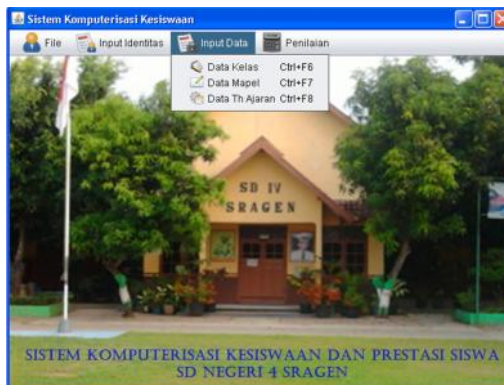 Sistem Komputerisasi Kesiswaan
File Input Identitas Input Data Penilaian
Data Kelas Ctrl+F6
Data Mapel Ctrl+F7
Data Th Ajaran Ctrl+F8
SD IV
SRAGEN
SISTEM KOMPUTERISASI KESISWAAN DAN PRESTASI SISWA
SD NEGERI 4 SRAGEN